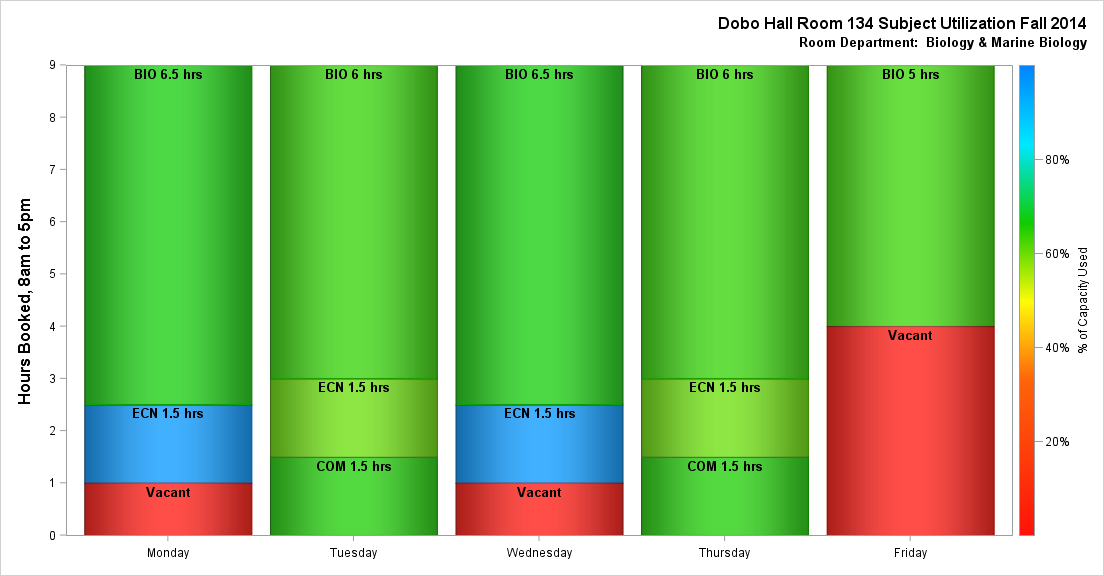 Dobo Hall Room 134 Subject Utilization Fall 2014
Room Department: Biology & Marine Biology
Hours Booked, 8am to 5pm
9
8
7
6
5
4
3
2
1
0
BIO 6.5 hrs
ECN 1.5 hrs
Vacant
BIO 6 hrs
ECN 1.5 hrs
COM 1.5 hrs
BIO 6.5 hrs
ECN 1.5 hrs
Vacant
BIO 6 hrs
ECN 1.5 hrs
COM 1.5 hrs
BIO 5 hrs
Vacant
Monday
Tuesday
Wednesday
Thursday
Friday
80%
60%
40%
20%
% of Capacity Used